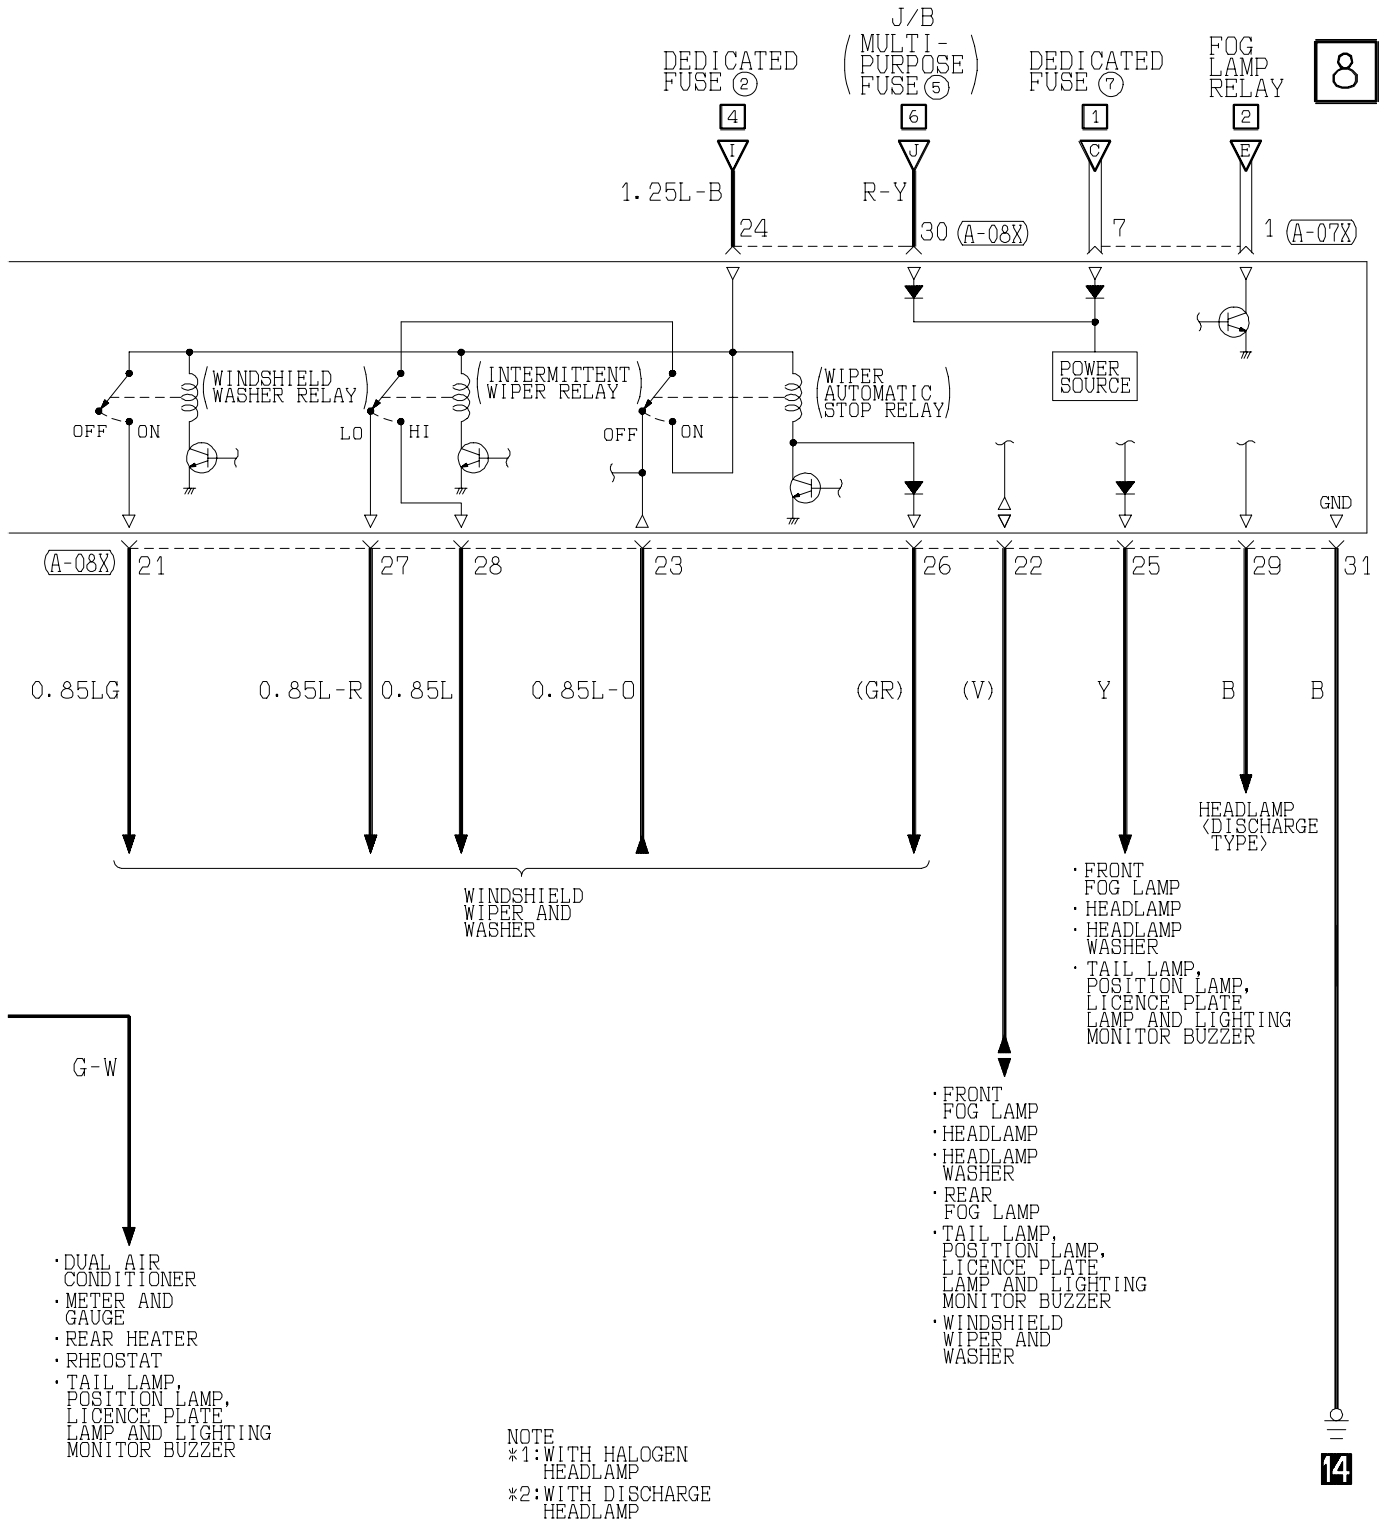 J/B
DEDICATED
FUSE ②
(MULTI-
PURPOSE
FUSE⑤)
DEDICATED
FUSE ⑦
FOG
LAMP
RELAY
8
4
6
1
2
I
J
C
E
1.25L-B
R-Y
24
30
A-08X
7
1
A-07X
(WINDSHIELD
WASHER RELAY)
(INTERMITTENT
WIPER RELAY)
(WIPER
AUTOMATIC
STOP RELAY)
POWER
SOURCE
OFF
ON
LO
HI
OFF
ON
GND
A-08X
21
27
28
23
26
22
25
29
31
0.85LG
0.85L-R
0.85L
0.85L-O
(GR)
(V)
Y
B
B
WINDSHIELD
WIPER AND
WASHER
HEADLAMP
<DISCHARGE
TYPE>
·FRONT
FOG LAMP
·HEADLAMP
·HEADLAMP
WASHER
·TAIL LAMP,
POSITION LAMP,
LICENCE PLATE
LAMP AND LIGHTING
MONITOR BUZZER
G-W
·FRONT
FOG LAMP
·HEADLAMP
·HEADLAMP
WASHER
·REAR
FOG LAMP
·TAIL LAMP,
POSITION LAMP,
LICENCE PLATE
LAMP AND LIGHTING
MONITOR BUZZER
·WINDSHIELD
WIPER AND
WASHER
·DUAL AIR
CONDITIONER
·METER AND
GAUGE
·REAR HEATER
·RHEOSTAT
·TAIL LAMP,
POSITION LAMP,
LICENCE PLATE
LAMP AND LIGHTING
MONITOR BUZZER
NOTE
*1:WITH HALOGEN
HEADLAMP
*2:WITH DISCHARGE
HEADLAMP
14